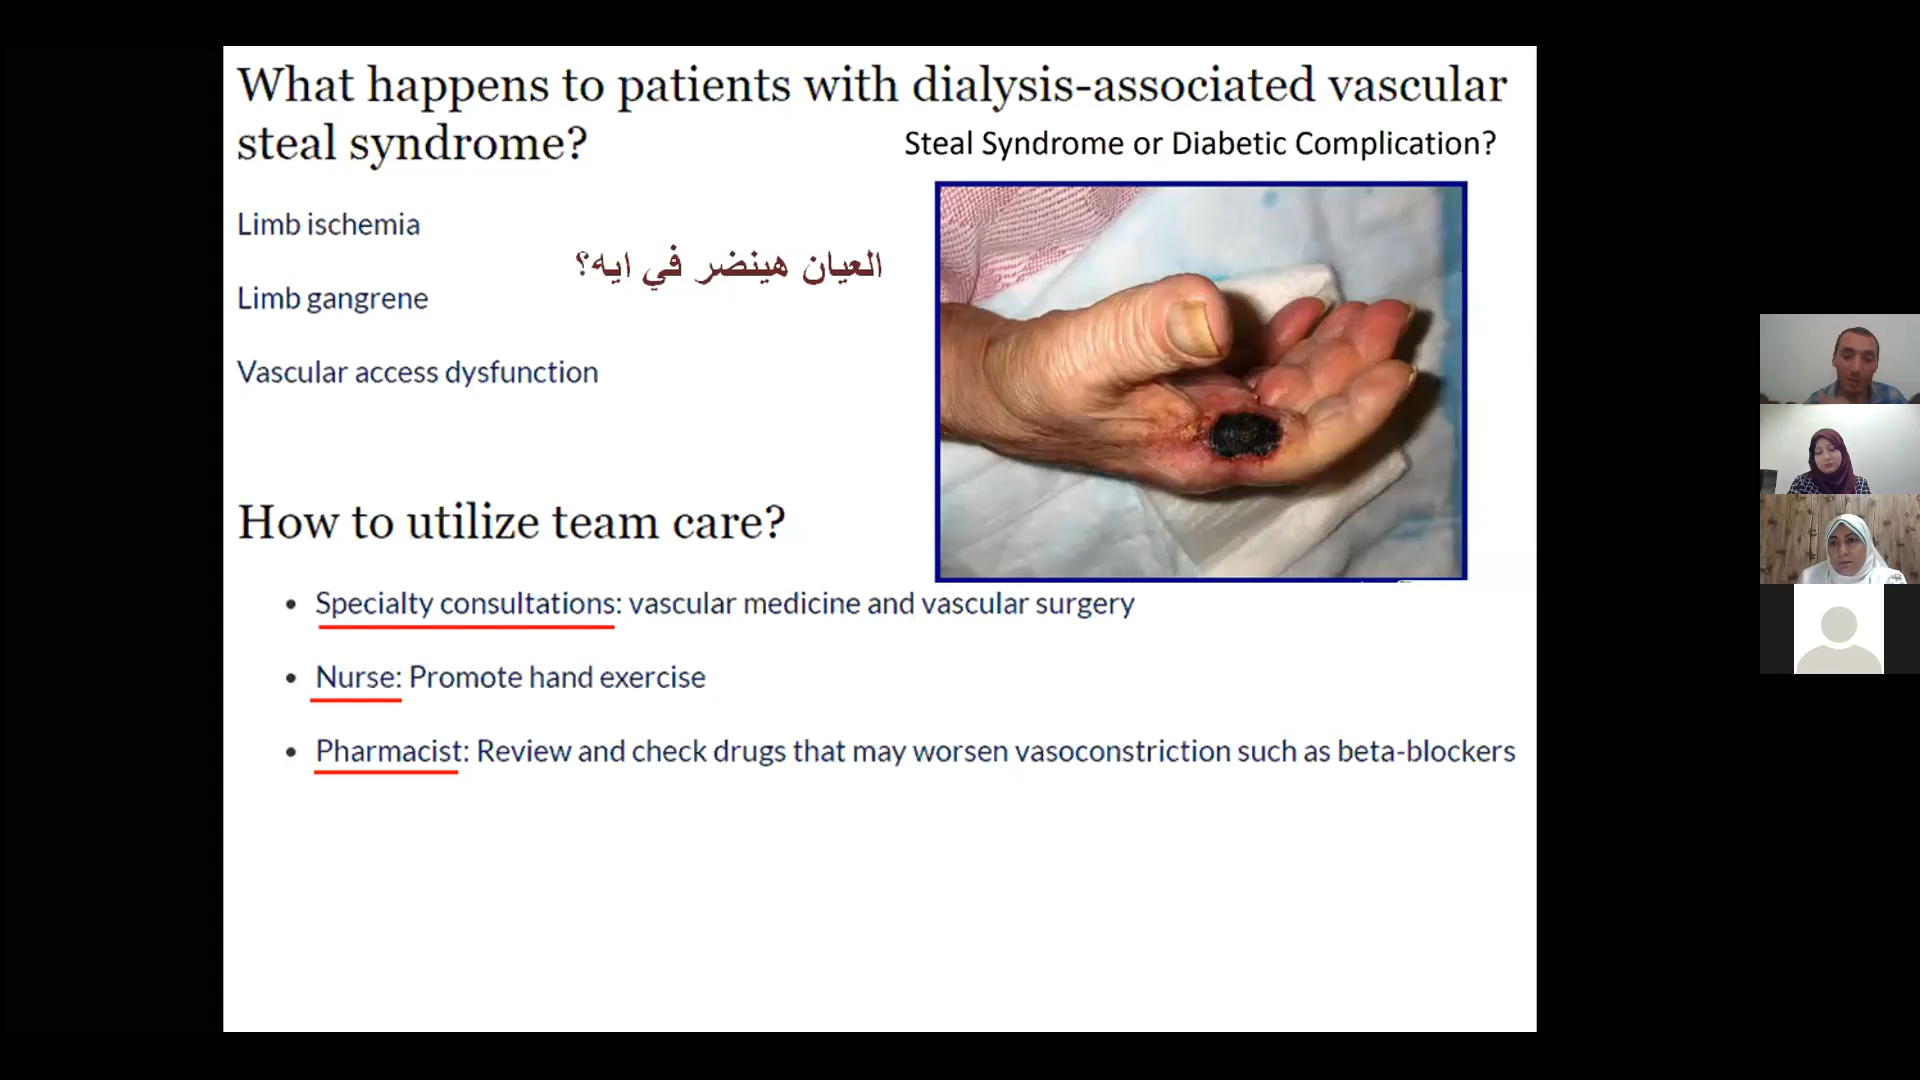 What happens to patients with dialysis-associated vascular
steal syndrome?
Steal Syndrome or Diabetic Complication?
Limb ischemia
العيان هينضر في ايه؟
Limb gangrene
Vascular access dysfunction
How to utilize team care?
• Specialty consultations: vascular medicine and vascular surgery
• Nurse: Promote hand exercise
• Pharmacist: Review and check drugs that may worsen vasoconstriction such as beta-blockers